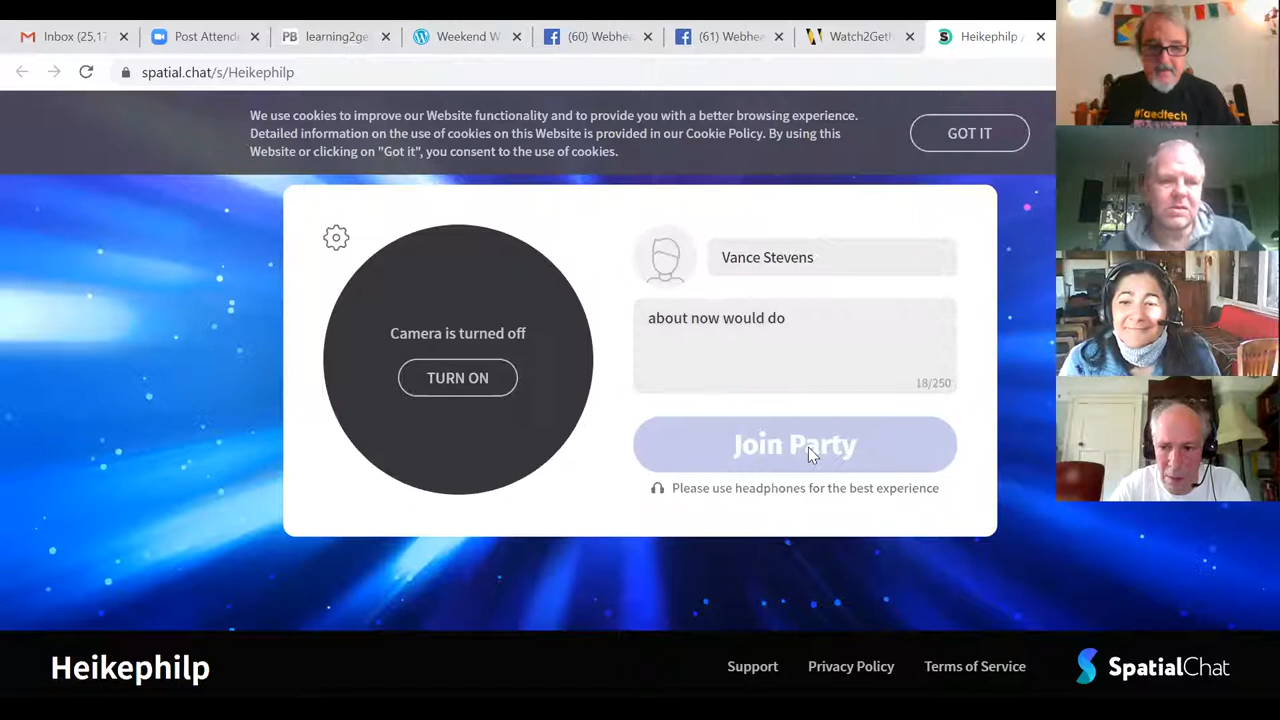 Inbox (25,17
Post Attenda
learning2ge
Weekend W
(60) Webhea
(61) Webhea
Watch2Geth
Heikephilp /
spatial.chat/s/Heikephilp
We use cookies to improve our Website functionality and to provide you with a better browsing experience.
Detailed information on the use of cookies on this Website is provided in our Cookie Policy. By using this
Website or clicking on "Got it", you consent to the use of cookies.
GOT IT
Camera is turned off
TURN ON
Vance Stevens
about now would do
18/250
Join Party
Please use headphones for the best experience
#faedtech
Heikephilp
Support
Privacy Policy
Terms of Service
SpatialChat